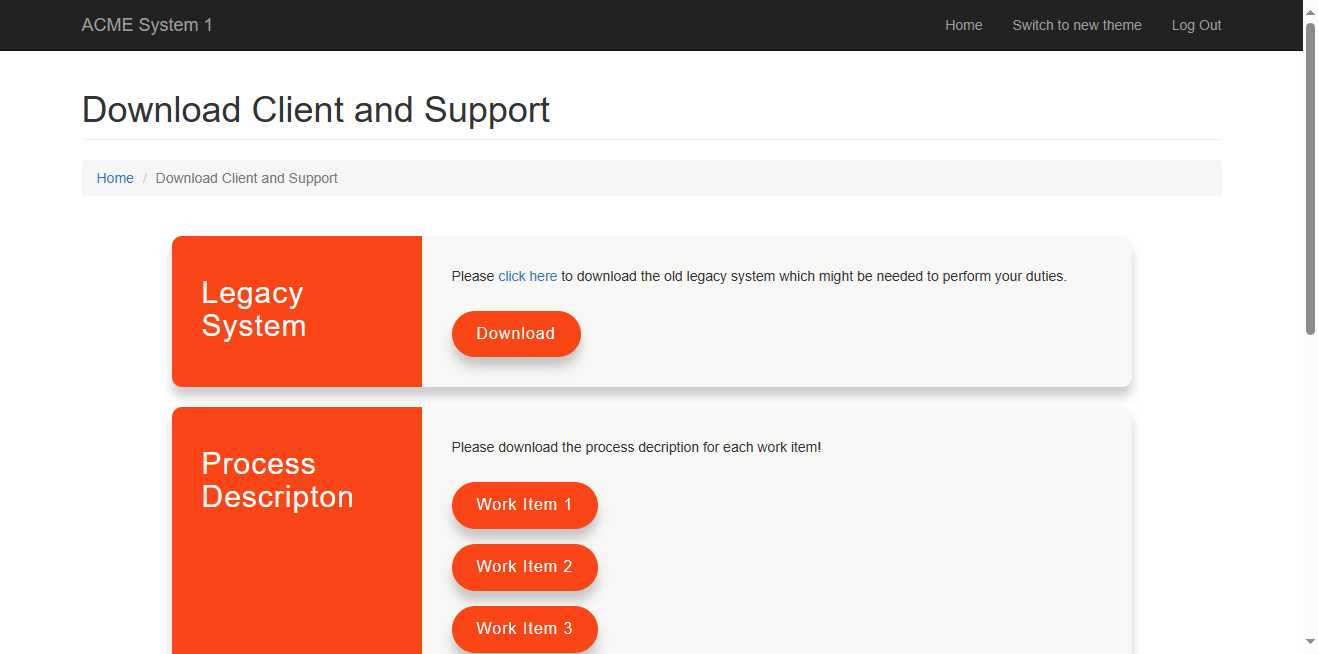 ACME System 1 Home Switch to new theme Log Out
Download Client and Support
Home / Download Client and Support
Legacy
System
Please click here to download the old legacy system which might be needed to perform your duties.
Download
Process
Descripton
Please download the process decription for each work item!
Work Item 1
Work Item 2
Work Item 3